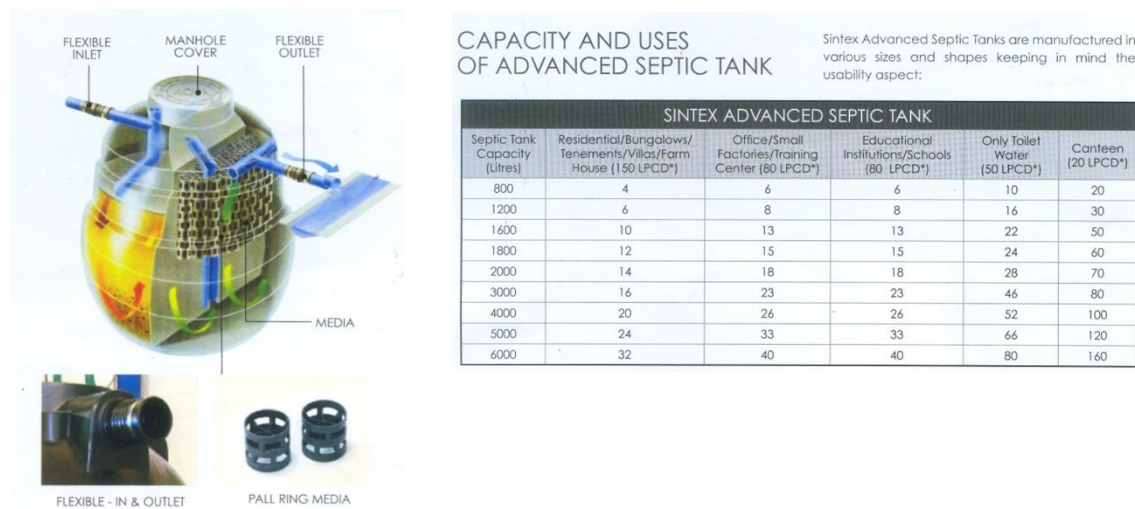 FLEXIBLE
INLET
MANHOLE
COVER
FLEXIBLE
OUTLET
MEDIA
FLEXIBLE - IN & OUTLET
PALL RING MEDIA
CAPACITY AND USES
OF ADVANCED SEPTIC TANK
Sintex Advanced Septic Tanks are manufactured in
various sizes and shapes keeping in mind the
usability aspect:
SINTEX ADVANCED SEPTIC TANK
Septic Tank
Capacity
(Litres)
Residential/Bungalows/
Tenements/Villas/Farm
House (150 LPCD*)
Office/Small
Factories/Training
Center (80 LPCD*)
Educational
Institutions/Schools
(80 LPCD*)
Only Toilet
Water
(50 LPCD*)
Canteen
(20 LPCD*)
800 4 6 6 10 20
1200 6 8 8 16 30
1600 10 13 13 22 50
1800 12 15 15 24 60
2000 14 18 18 28 70
3000 16 23 23 46 80
4000 20 26 26 52 100
5000 24 33 33 66 120
6000 32 40 40 80 160